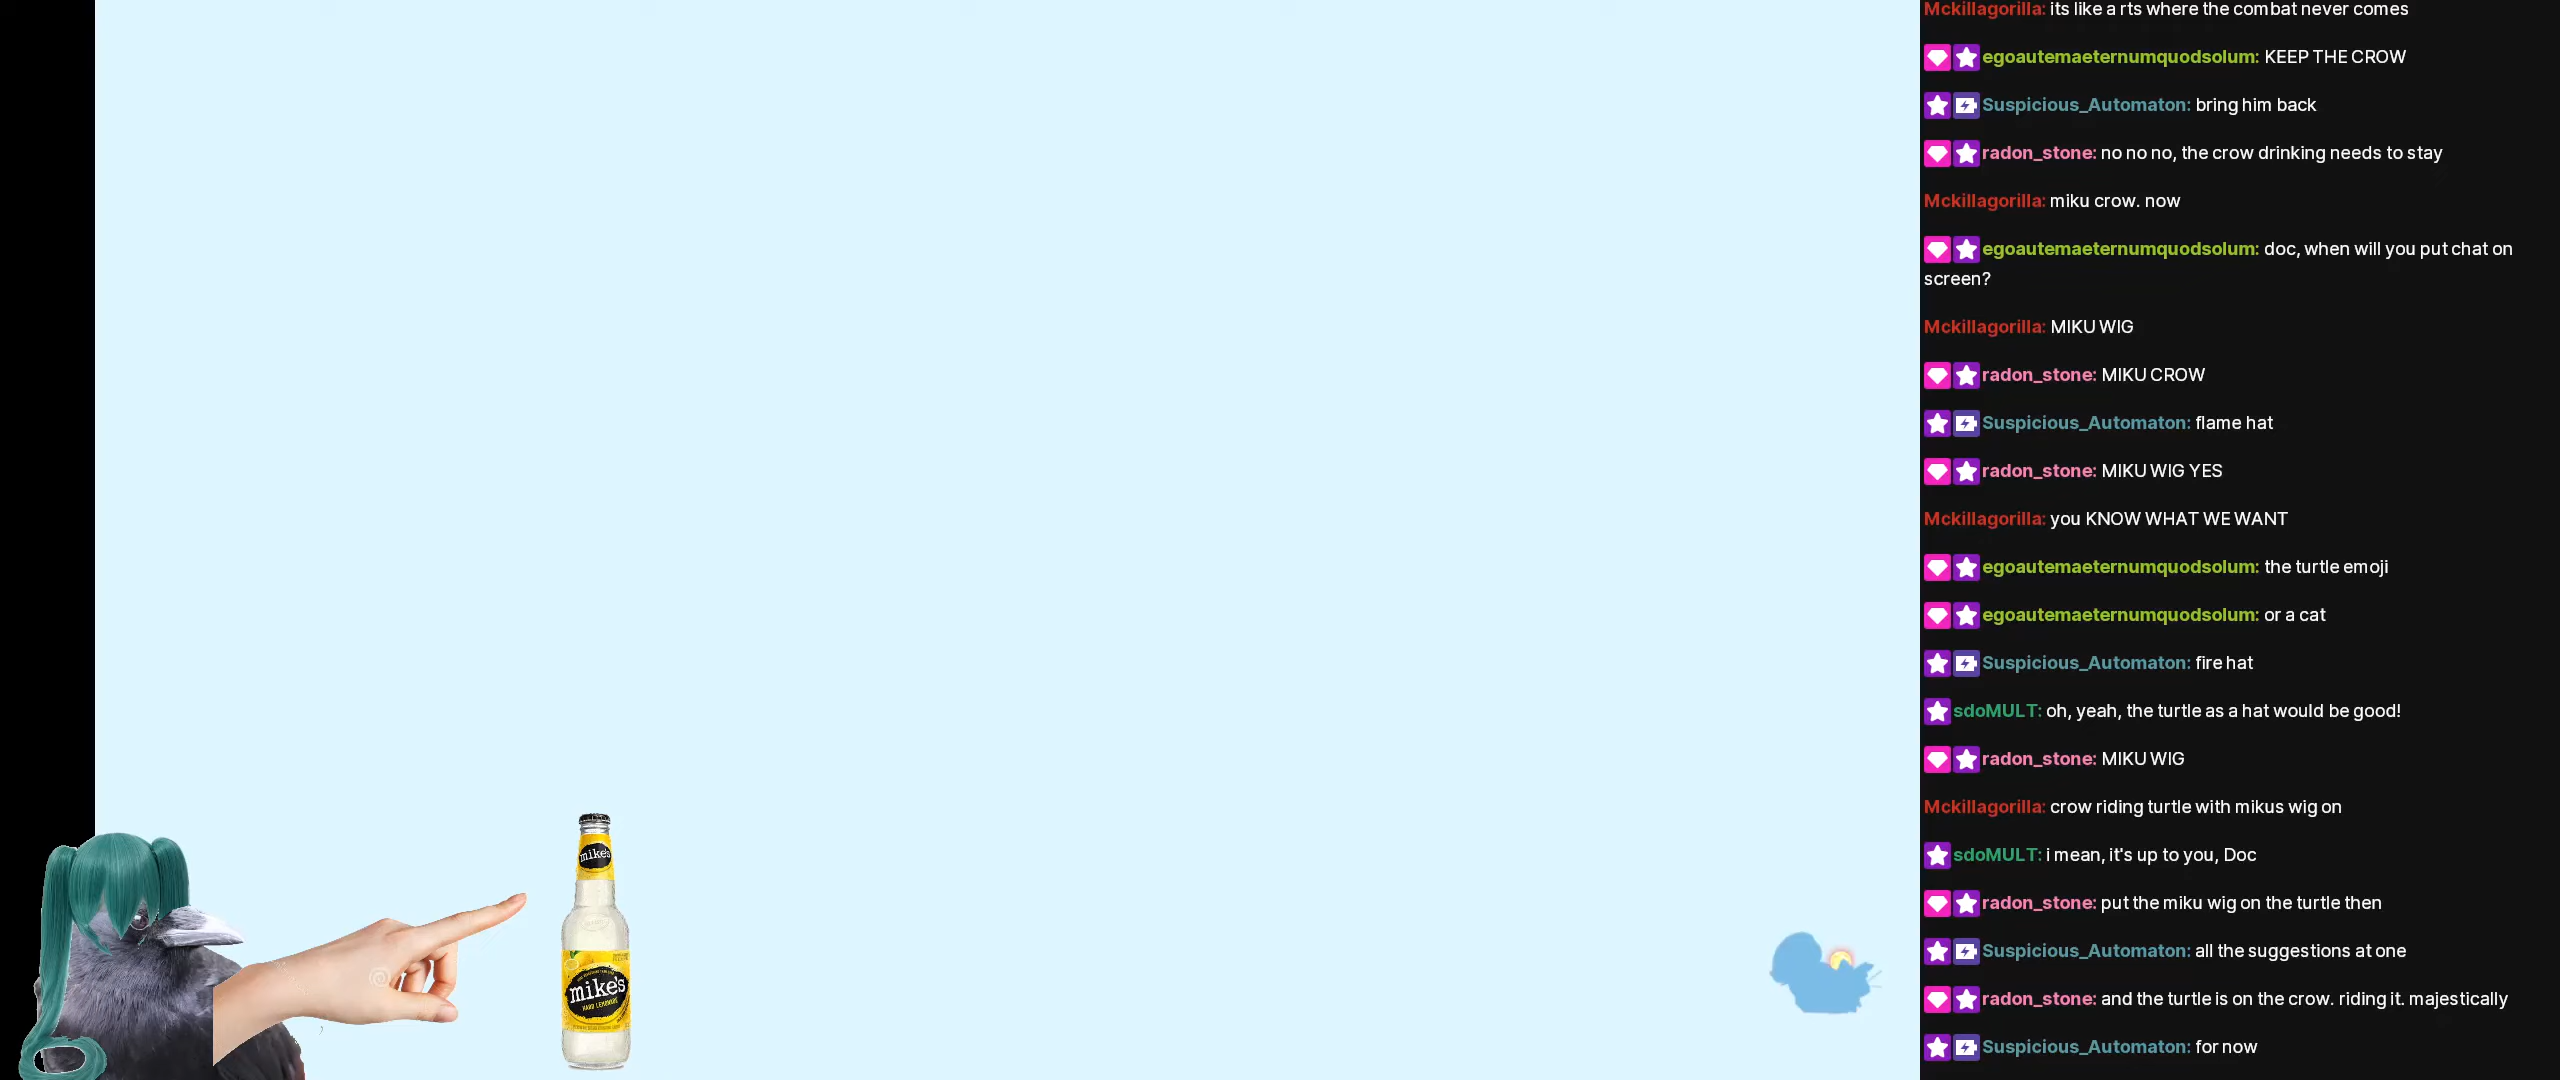 Mckillagorilla: its like a rts where the combat never comes
egoautemaeternumquodsolum: KEEP THE CROW
Suspicious_Automaton: bring him back
radon_stone: no no no, the crow drinking needs to stay
Mckillagorilla: miku crow. now
egoautemaeternumquodsolum: doc, when will you put chat on
screen?
Mckillagorilla: MIKU WIG
radon_stone: MIKU CROW
Suspicious_Automaton: flame hat
radon_stone: MIKU WIG YES
Mckillagorilla: you KNOW WHAT WE WANT
egoautemaeternumquodsolum: the turtle emoji
egoautemaeternumquodsolum: or a cat
Suspicious_Automaton: fire hat
sdoMULT: oh, yeah, the turtle as a hat would be good!
radon_stone: MIKU WIG
Mckillagorilla: crow riding turtle with mikus wig on
sdoMULT: i mean, it's up to you, Doc
radon_stone: put the miku wig on the turtle then
Suspicious_Automaton: all the suggestions at one
radon_stone: and the turtle is on the crow. riding it. majestically
Suspicious_Automaton: for now
mike's
mike's
HARD LEMONADE